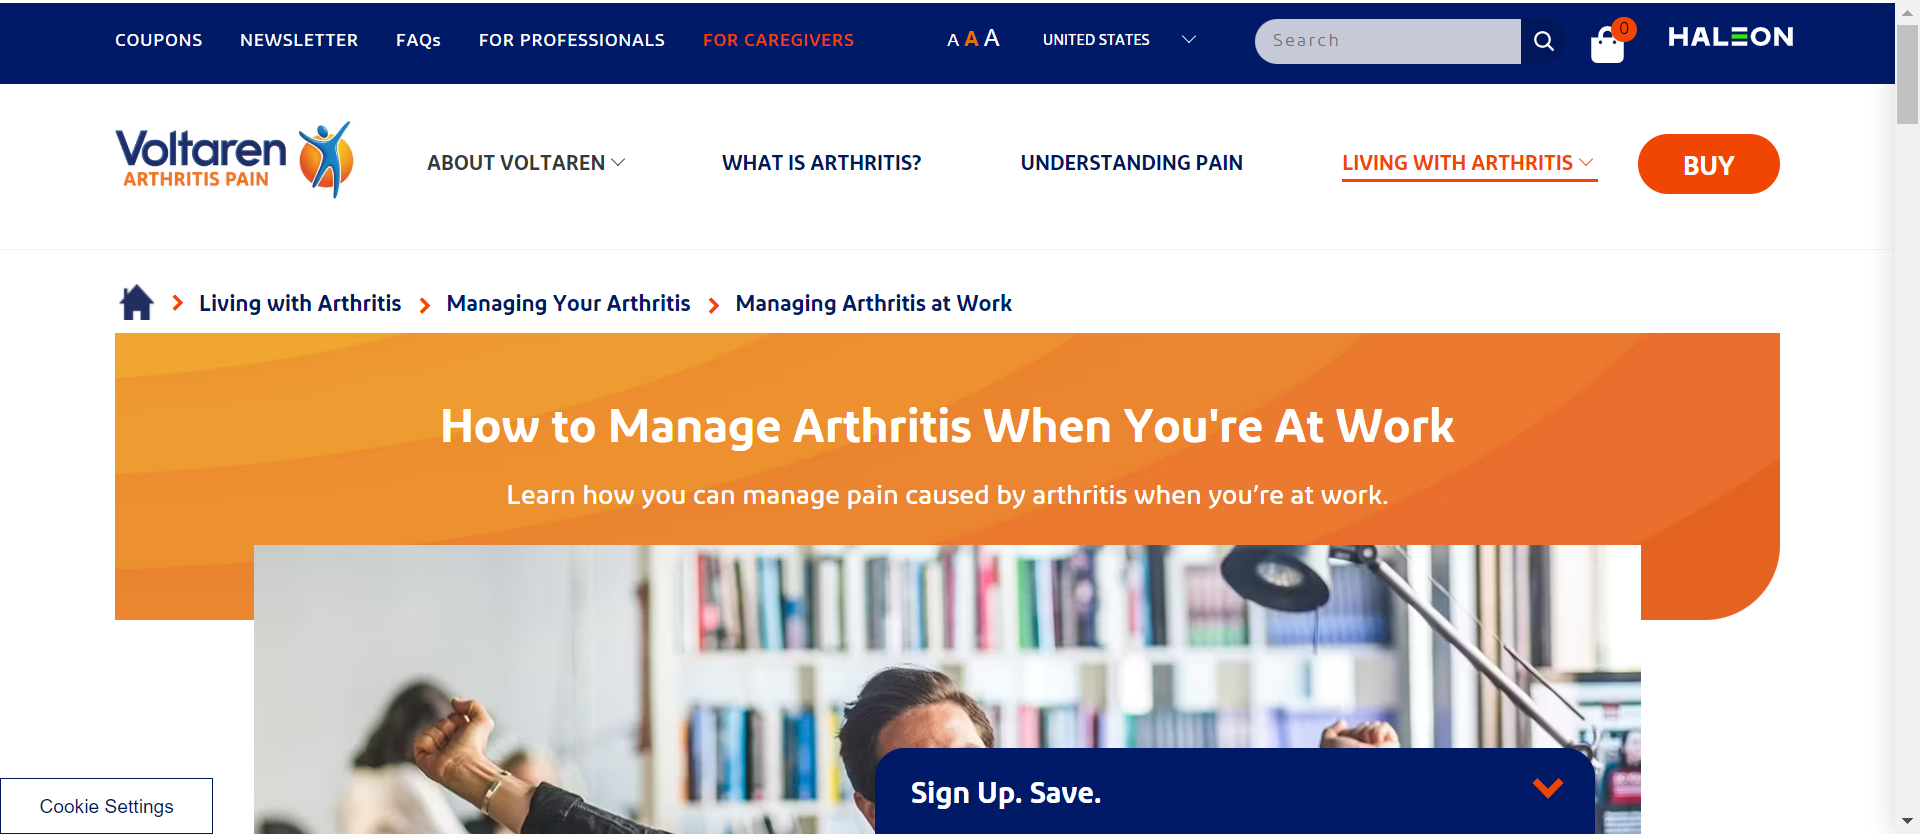 COUPONS NEWSLETTER FAQs FOR PROFESSIONALS FOR CAREGIVERS A A A UNITED STATES Search 0 HALEON
Voltaren
ARTHRITIS PAIN
ABOUT VOLTAREN WHAT IS ARTHRITIS? UNDERSTANDING PAIN LIVING WITH ARTHRITIS BUY
Living with Arthritis Managing Your Arthritis Managing Arthritis at Work
How to Manage Arthritis When You're At Work
Learn how you can manage pain caused by arthritis when you’re at work.
Sign Up. Save.
Cookie Settings